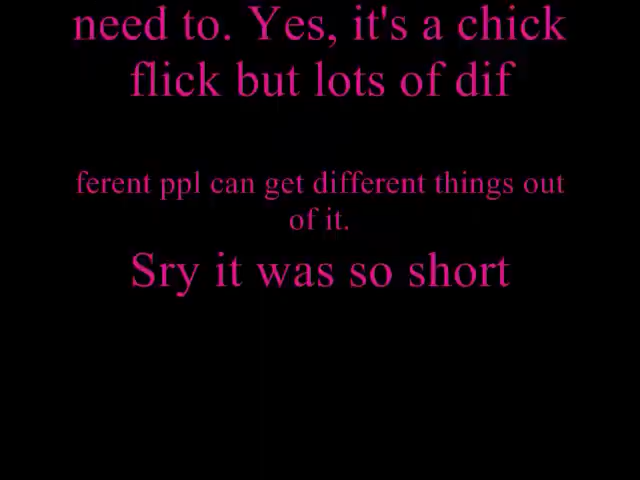 need to. Yes, it's a chick
flick but lots of dif
ferent ppl can get different things out
of it.
Sry it was so short